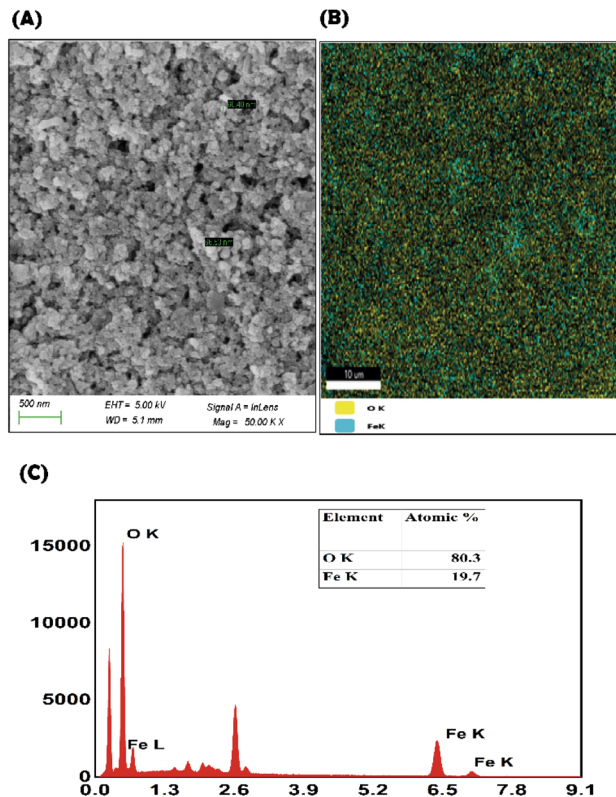 (A)
(B)
500 nm
EHT = 5.00 kV
Signal A = InLens
WD = 5.1 mm
Mag = 50.00 K X
10 um
O K
FeK
(C)
O K
Fe L
Fe K
Fe K
Element Atomic %
O K 80.3
Fe K 19.7
15000
10000
5000
0
0.0 1.3 2.6 3.9 5.2 6.5 7.8 9.1